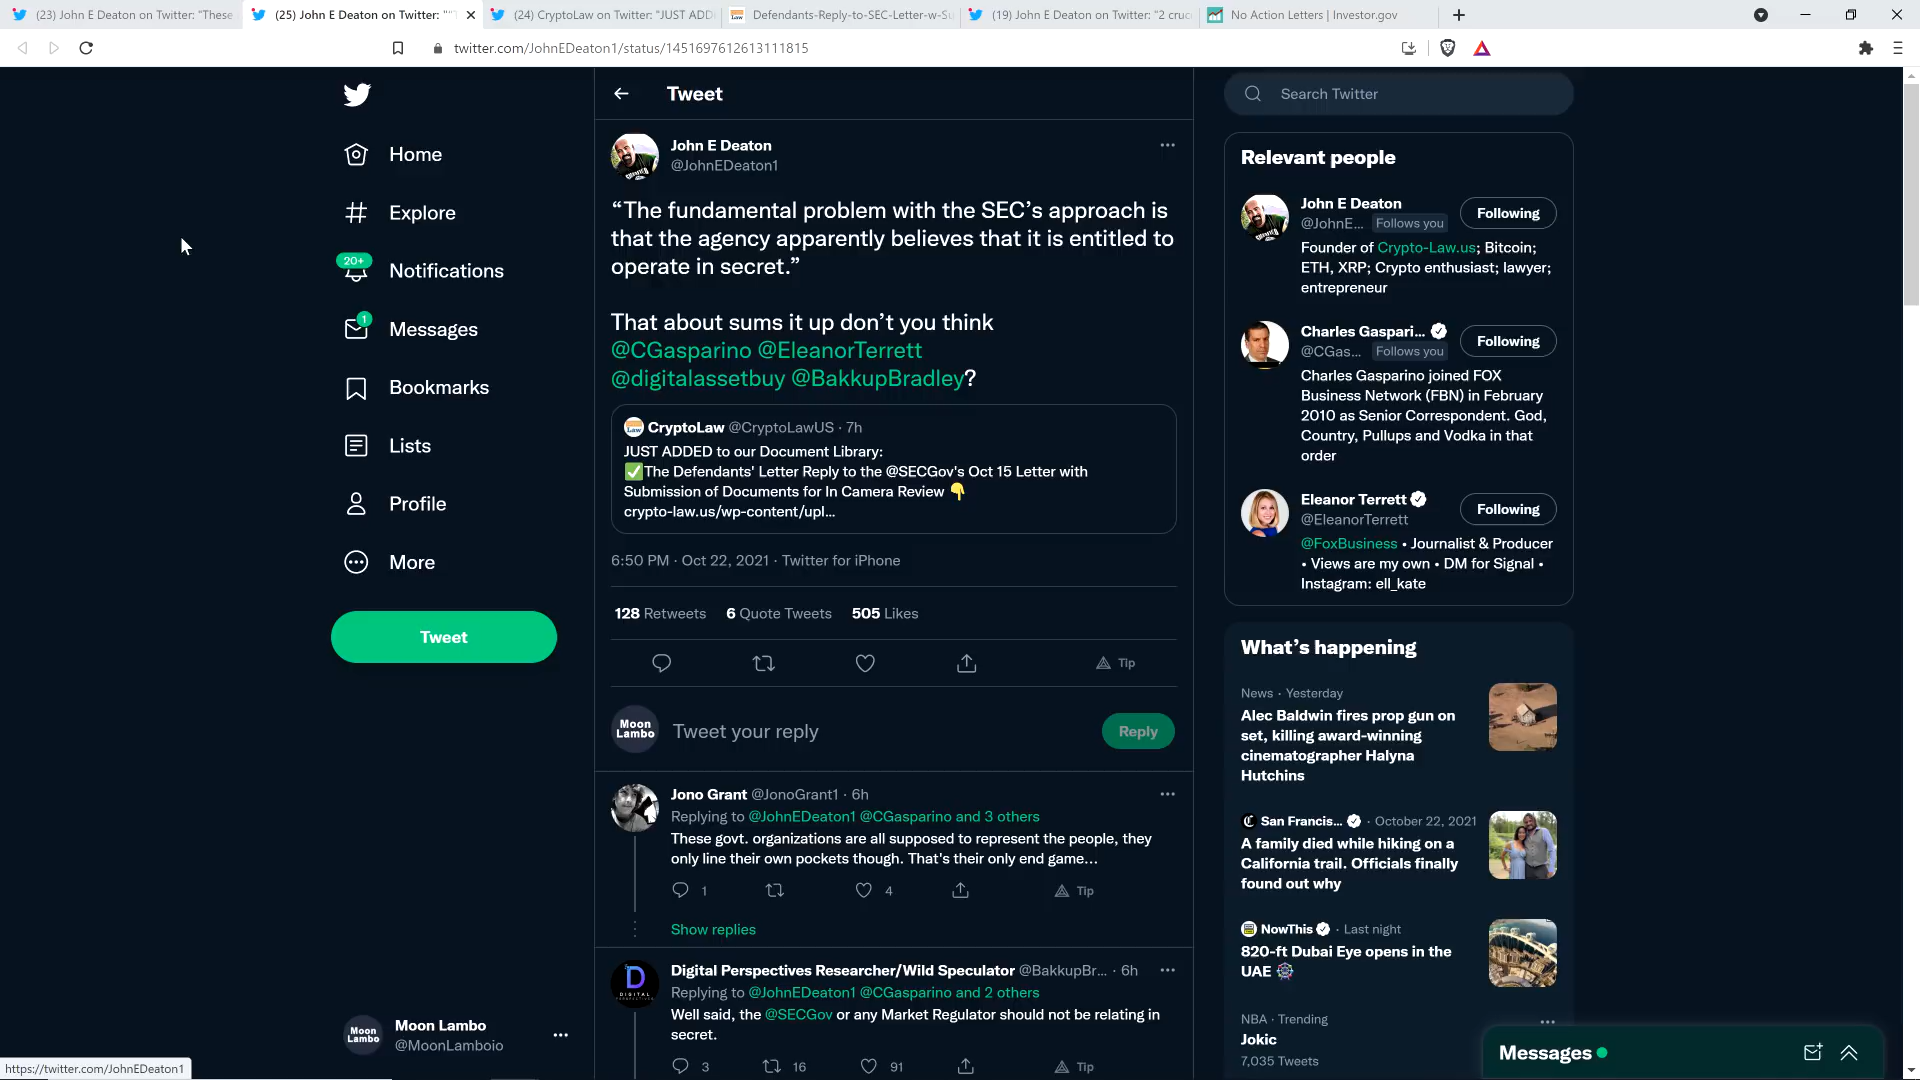 (23) John E Deaton on Twitter: "These
(25) John E Deaton on Twitter: ""T
(24) CryptoLaw on Twitter: "JUST ADD
Defendants-Reply-to-SEC-Letter-w-Su
(19) John E Deaton on Twitter: "2 cruc
No Action Letters | Investor.gov
twitter.com/JohnEDeaton1/status/1451697612613111815
Home
Explore
20+
Notifications
1
Messages
Bookmarks
Lists
Profile
More
Tweet
Moon Lambo
Moon Lambo
@MoonLamboio
https://twitter.com/JohnEDeaton1
Tweet
John E Deaton
@JohnEDeaton1
“The fundamental problem with the SEC’s approach is
that the agency apparently believes that it is entitled to
operate in secret.”
That about sums it up don’t you think
@CGasparino @EleanorTerrett
@digitalassetbuy @BakkupBradley?
CryptoLaw @CryptoLawUS · 7h
JUST ADDED to our Document Library:
✅The Defendants' Letter Reply to the @SECGov's Oct 15 Letter with
Submission of Documents for In Camera Review 👇
crypto-law.us/wp-content/upl...
6:50 PM · Oct 22, 2021 · Twitter for iPhone
128 Retweets 6 Quote Tweets 505 Likes
Tip
Moon
Lambo
Tweet your reply
Reply
Jono Grant @JonoGrant1 · 6h
Replying to @JohnEDeaton1 @CGasparino and 3 others
These govt. organizations are all supposed to represent the people, they
only line their own pockets though. That's their only end game...
1 4 Tip
Show replies
DIGITAL
Digital Perspectives Researcher/Wild Speculator @BakkupBr... · 6h
Replying to @JohnEDeaton1 @CGasparino and 2 others
Well said, the @SECGov or any Market Regulator should not be relating in
secret.
3 16 91 Tip
Search Twitter
Relevant people
John E Deaton
@JohnE... Follows you
Following
Founder of Crypto-Law.us; Bitcoin;
ETH, XRP; Crypto enthusiast; lawyer;
entrepreneur
Charles Gaspari...
@CGas... Follows you
Following
Charles Gasparino joined FOX
Business Network (FBN) in February
2010 as Senior Correspondent. God,
Country, Pullups and Vodka in that
order
Eleanor Terrett
@EleanorTerrett
Following
@FoxBusiness • Journalist & Producer
• Views are my own • DM for Signal •
Instagram: ell_kate
What’s happening
News · Yesterday
Alec Baldwin fires prop gun on
set, killing award-winning
cinematographer Halyna
Hutchins
San Francis... · October 22, 2021
A family died while hiking on a
California trail. Officials finally
found out why
NowThis · Last night
820-ft Dubai Eye opens in the
UAE 🎡
NBA · Trending
Jokic
7,035 Tweets
Messages